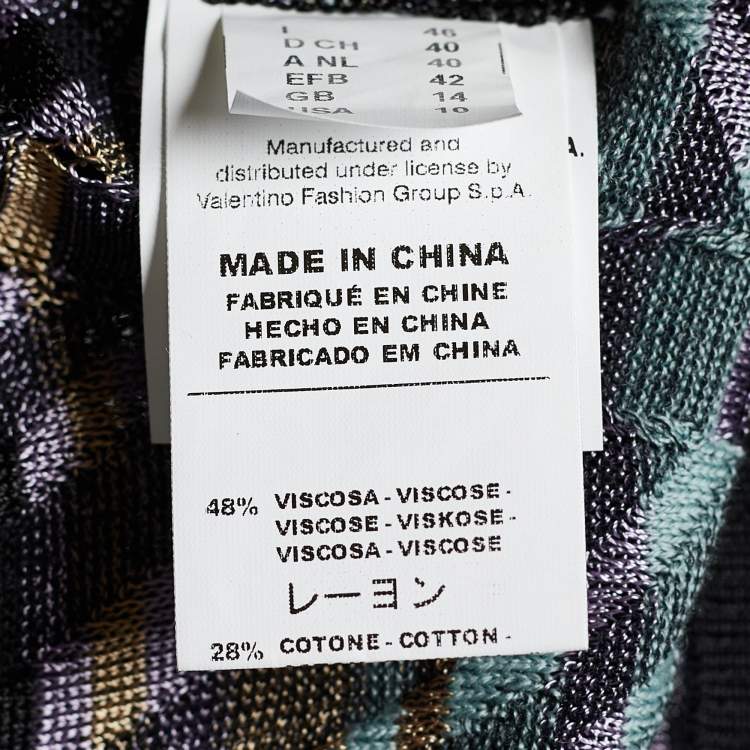 I 46
D CH 40
A NL 40
EFB 42
GB 14
USA 10
Manufactured and
distributed under license by
Valentino Fashion Group S.p.A.
A.
MADE IN CHINA
FABRIQUÉ EN CHINE
HECHO EN CHINA
FABRICADO EM CHINA
48% VISCOSA - VISCOSE -
VISCOSE - VISKOSE -
VISCOSA - VISCOSE
レーヨン
28% COTONE - COTTON -